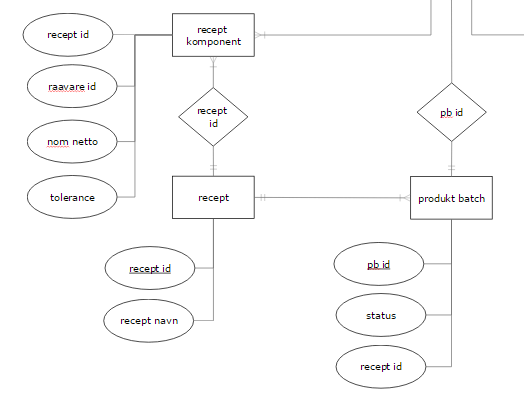 recept id
recept
komponent
raavare id
recept
id
pb id
nom netto
tolerance
recept
produkt batch
recept id
pb id
recept navn
status
recept id